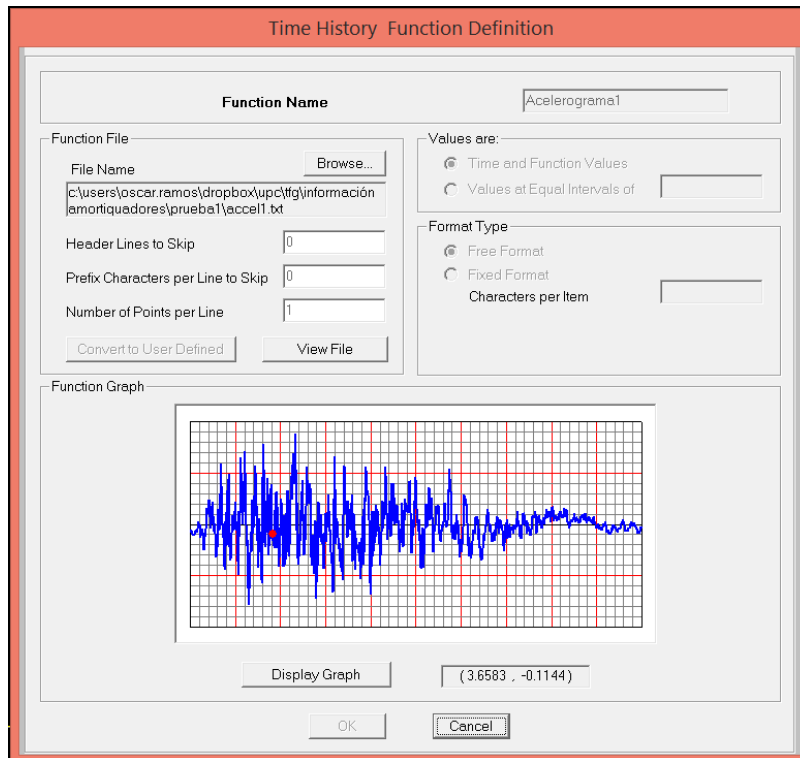 Time History Function Definition
Function Name
Acelerograma1
Function File
File Name
Browse...
c:\users\oscar.ramos\dropbox\upc\tfg\información
amortiquadores\prueba1\accel1.txt
Header Lines to Skip
0
Prefix Characters per Line to Skip
0
Number of Points per Line
1
Convert to User Defined
View File
Values are:
Time and Function Values
Values at Equal Intervals of
Format Type
Free Format
Fixed Format
Characters per Item
Function Graph
Display Graph
( 3.6583 , -0.1144 )
OK
Cancel